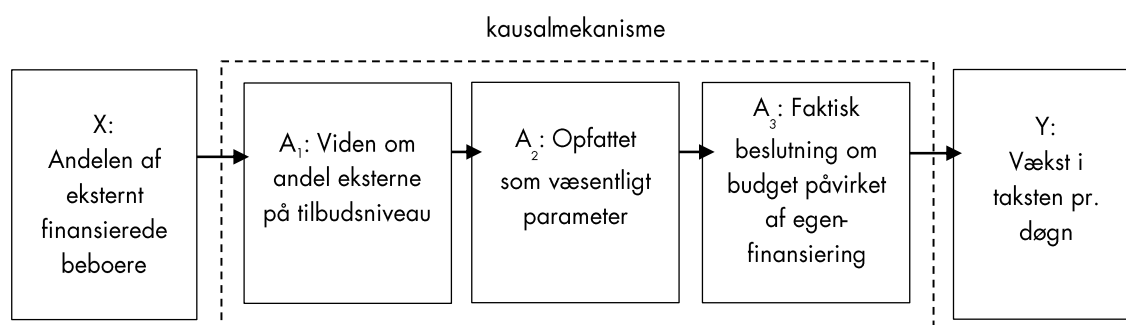 kausalmekanisme
X:
Andelen af
eksternt
finansierede
beboere
A₁: Viden om
andel eksterne
på tilbudsniveau
A₂: Opfattet
som væsentligt
parameter
A₃: Faktisk
beslutning om
budget påvirket
af egen-
finansiering
Y:
Vækst i
taksten pr.
døgn